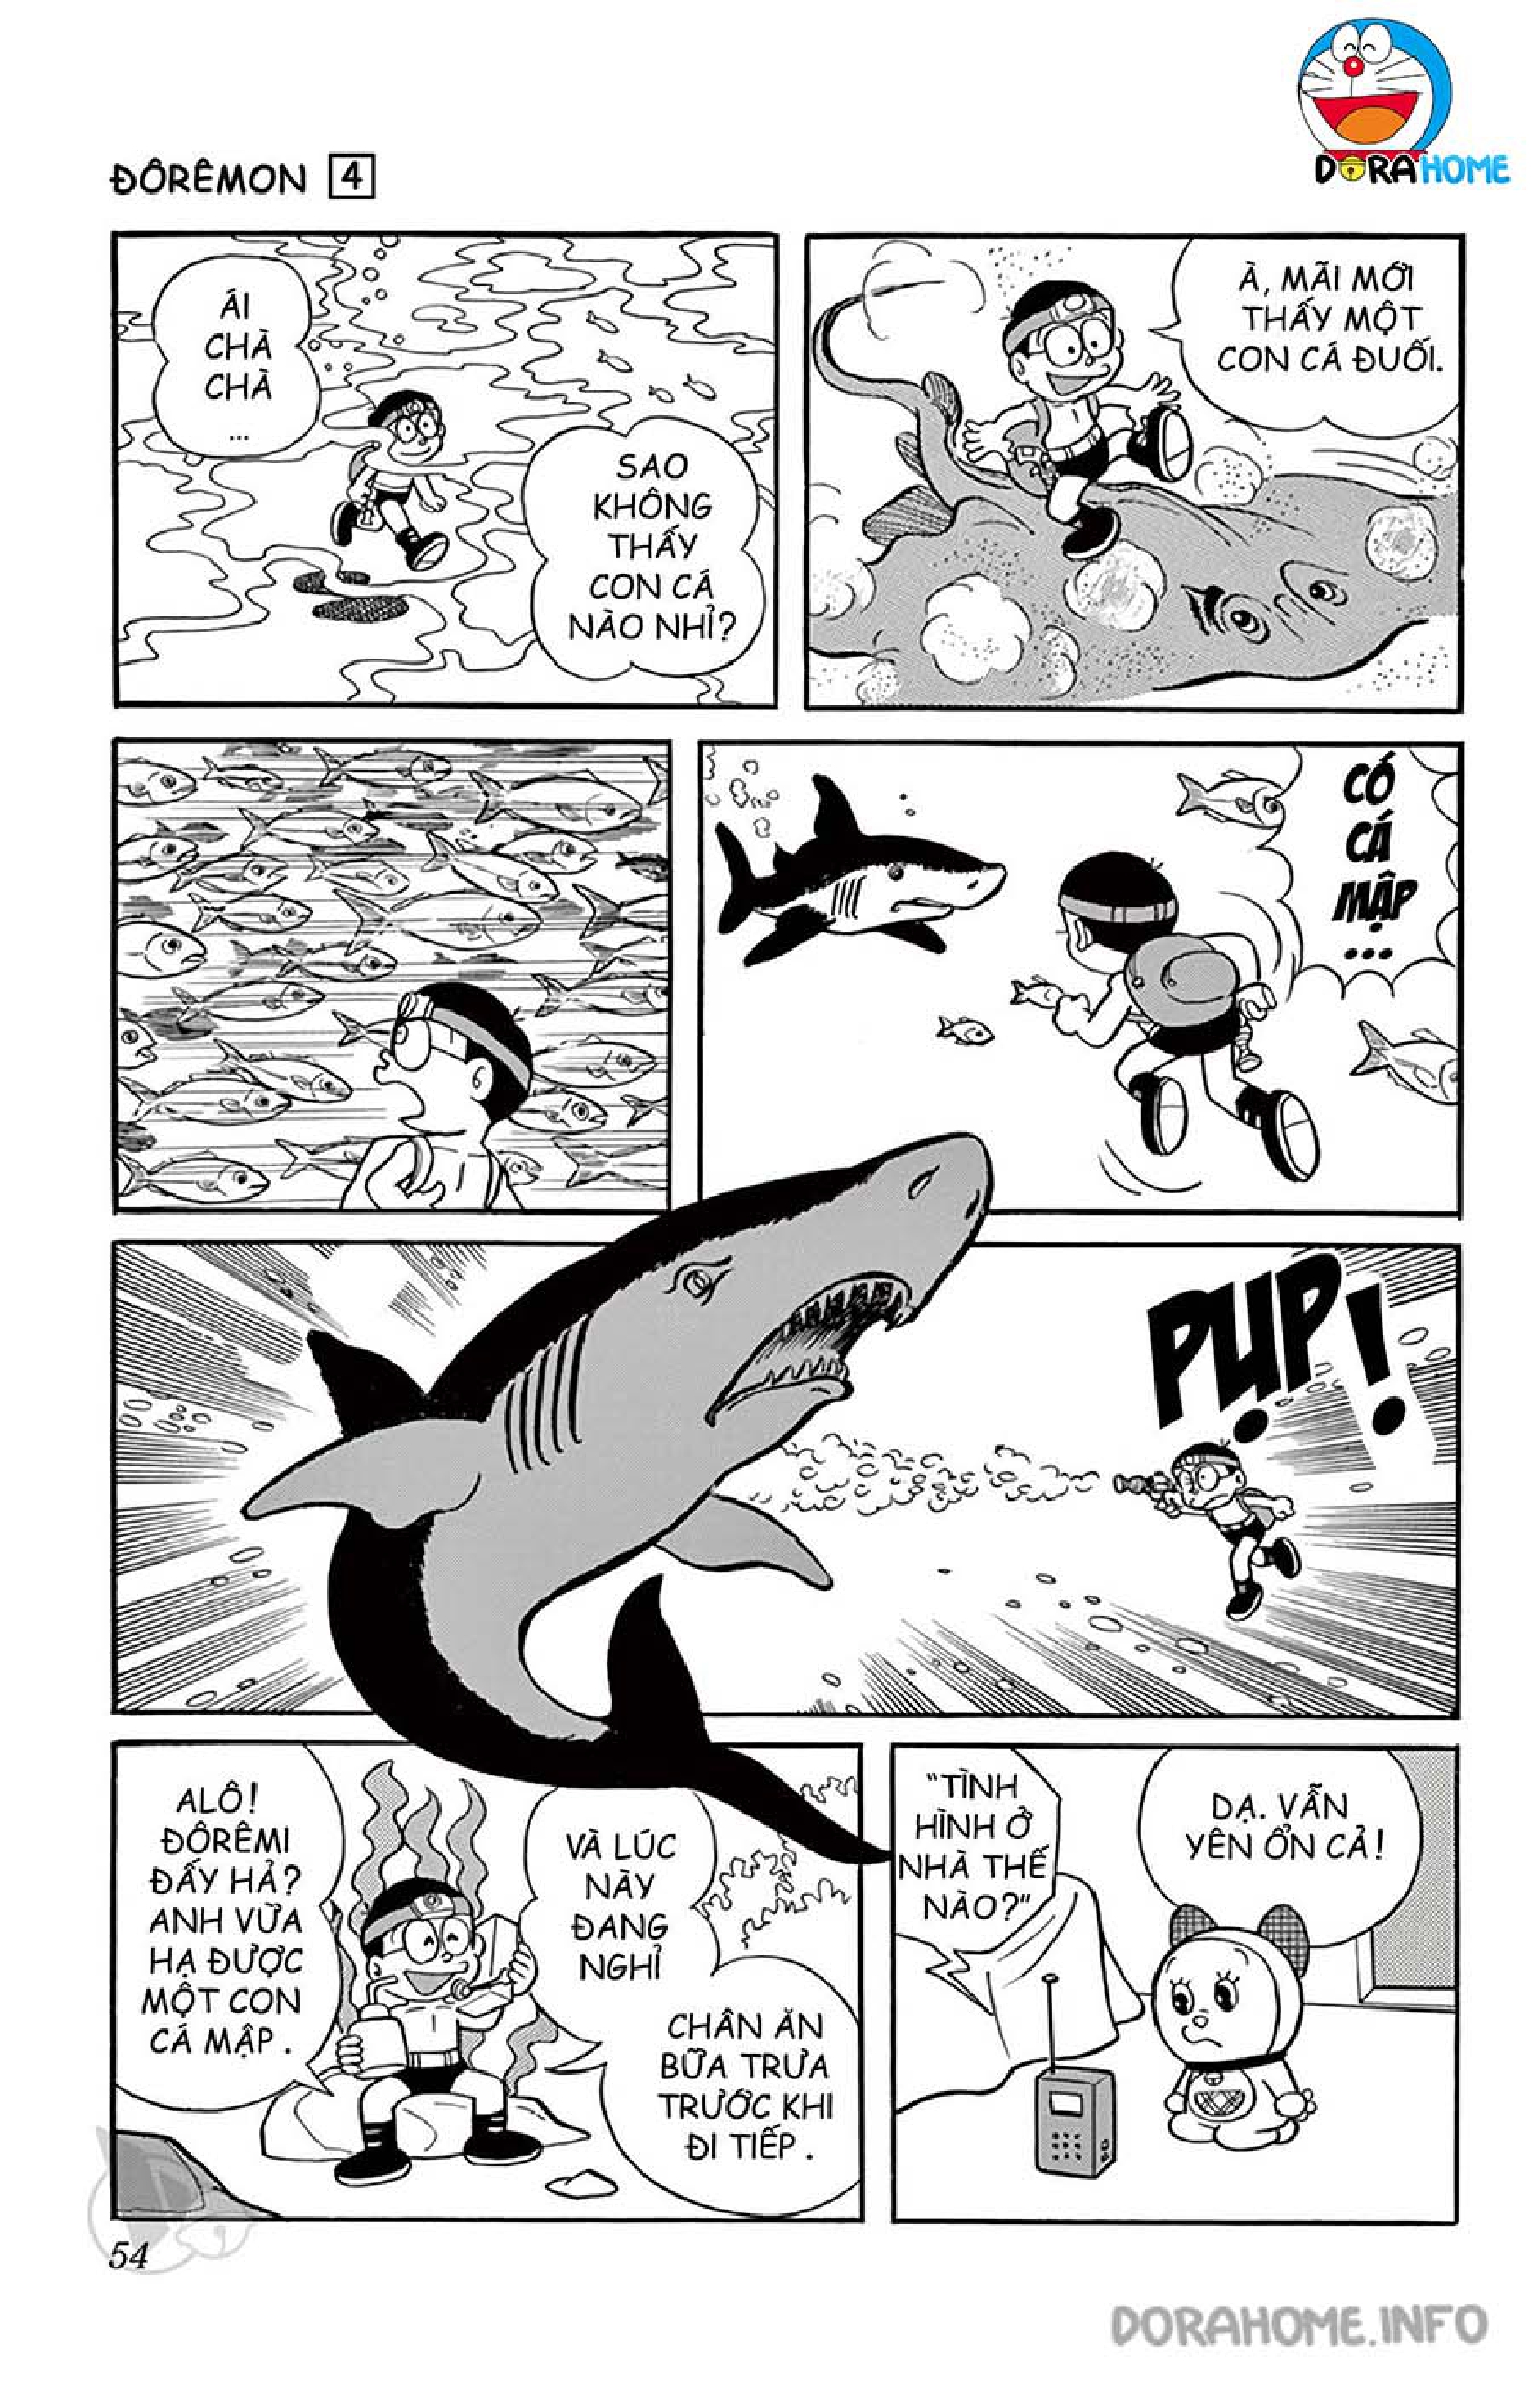 DORAHOME
ĐÔRÊMON 4
ÁI
CHÀ
CHÀ
...
SAO
KHÔNG
THẤY
CON CÁ
NÀO NHỈ?
À, MÃI MỚI
THẤY MỘT
CON CÁ ĐUỐI.
CÓ
CÁ
MẬP
...
PỤP!
ALÔ!
ĐÔRÊMI
ĐẤY HẢ?
ANH VỪA
HẠ ĐƯỢC
MỘT CON
CÁ MẬP.
VÀ LÚC
NÀY
ĐANG
NGHỈ
CHÂN ĂN
BỮA TRƯA
TRƯỚC KHI
ĐI TIẾP.
"TÌNH
HÌNH Ở
NHÀ THẾ
NÀO?"
DẠ. VẪN
YÊN ỔN CẢ!
54
DORAHOME.INFO